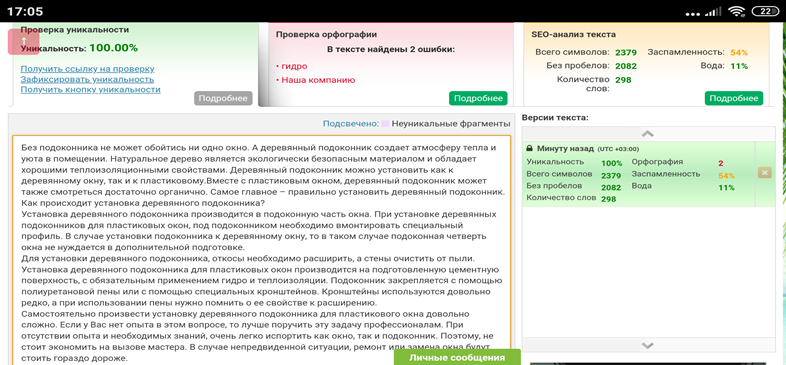 17:05
22
Проверка уникальности
Уникальность: 100.00%
Получить ссылку на проверку
Зафиксировать уникальность
Получить кнопку уникальности
Подробнее
Проверка орфографии
В тексте найдены 2 ошибки:
• гидро
• Наша компанию
Подробнее
SEO-анализ текста
Всего символов: 2379 Заспамленность: 54%
Без пробелов: 2082 Вода: 11%
Количество слов: 298
Подробнее
Подсвечено: Неуникальные фрагменты
Без подоконника не может обойтись ни одно окно. А деревянный подоконник создает атмосферу тепла и
уюта в помещении. Натуральное дерево является экологически безопасным материалом и обладает
хорошими теплоизоляционными свойствами. Деревянный подоконник можно установить как к
деревянному окну, так и к пластиковому.Вместе с пластиковым окном, деревянный подоконник может
также смотреться достаточно органично. Самое главное – правильно установить деревянный подоконник.
Как происходит установка деревянного подоконника?
Установка деревянного подоконника производится в подоконную часть окна. При установке деревянных
подоконников для пластиковых окон, под подоконником необходимо вмонтировать специальный
профиль. В случае установки подоконника к деревянному окну, то в таком случае подоконная четверть
окна не нуждается в дополнительной подготовке.
Для установки деревянного подоконника, откосы необходимо расширить, а стены очистить от пыли.
Установка деревянного подоконника для пластиковых окон производится на подготовленную цементную
поверхность, с обязательным применением гидро и теплоизоляции. Подоконник закрепляется с помощью
полиуретановой пены или с помощью специальных кронштейнов. Кронштейны используются довольно
редко, а при использовании пены нужно помнить о ее свойстве к расширению.
Самостоятельно произвести установку деревянного подоконника для пластикового окна довольно
сложно. Если у Вас нет опыта в этом вопросе, то лучше поручить эту задачу профессионалам. При
отсутствии опыта и необходимых знаний, очень легко испортить как окно, так и подоконник. Поэтому, не
стоит экономить на вызове мастера. В случае непредвиденной ситуации, ремонт или замена окна будут
стоить гораздо дороже.
Личные сообщения
Версии текста:
Минуту назад (UTC +03:00)
Уникальность 100% Орфография 2
Всего символов 2379 Заспамленность 54%
Без пробелов 2082 Вода 11%
Количество слов 298